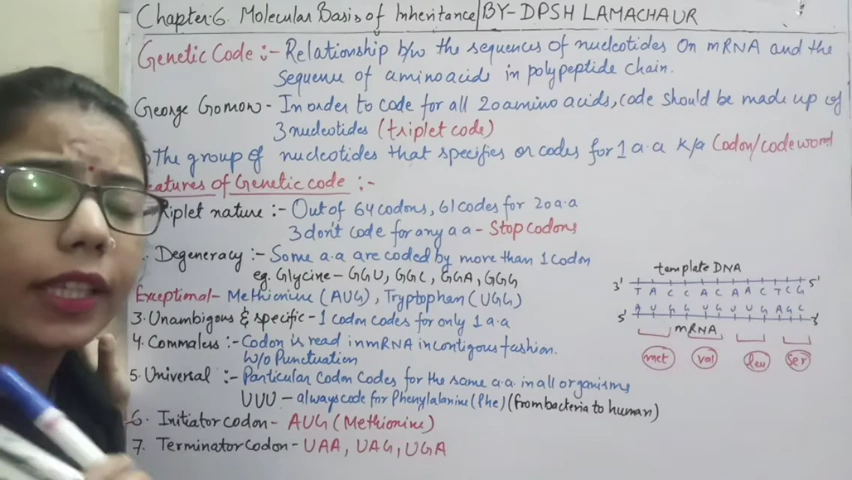 Chapter:6. Molecular Basis of Inheritance/BY-DPSH LAMACHAUR
Genetic Code :- Relationship b/w the sequences of nucleotides on mRNA and the
sequence of aminoacids in polypeptide chain.
George Gomow- In order to code for all 20 amino acids, code should be made up of
3 nucleotides (triplet code)
The group of nucleotides that specifies or codes for 1 a.a k/a Codon/codeword
eatures of Genetic code :-
riplet nature :- Out of 64 codons, 61 codes for 20 a.a
3 don't code for any a a - Stop codons
Degeneracy :- Some a.a are coded by more than 1 codon
eg. Glycine - GGU, GGC, GGA, GGG
Exceptional - Methionine (AUG), Tryptophan (UGG)
3. Unambigous & specific - 1 codon codes for only 1 a.a
4. Commaless :- Codon is read in mRNA in contigous fashion.
W/O Punctuation
5. Universal :- Particular Codon Codes for the same a.a in all organisms
UUU - always code for Phenylalanine (Phe) (from bacteria to human)
6. Initiator codon - AUG (Methionine)
7. Terminator Codon - UAA, UAG, UGA
template DNA
3' 5'
T A C C A C A A C T C G
A U G G U G U U G A G C
5' 3'
mRNA
met val leu ser